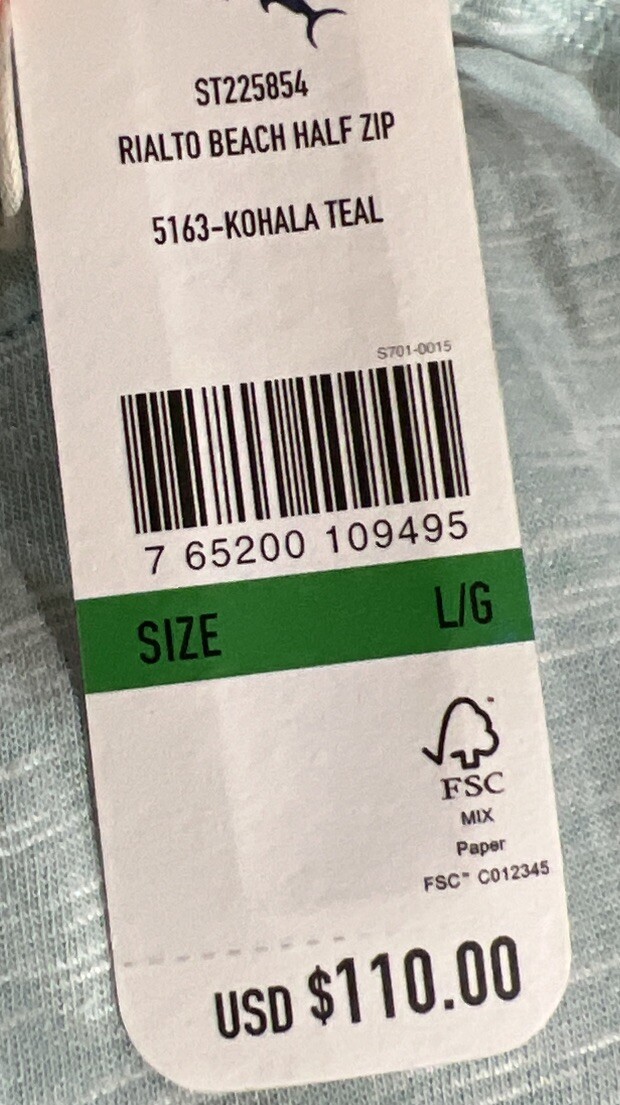 ST225854
RIALTO BEACH HALF ZIP
5163-KOHALA TEAL
S701-0015
7 65200 109495
SIZE L/G
FSC
MIX
Paper
FSC™ C012345
USD $110.00